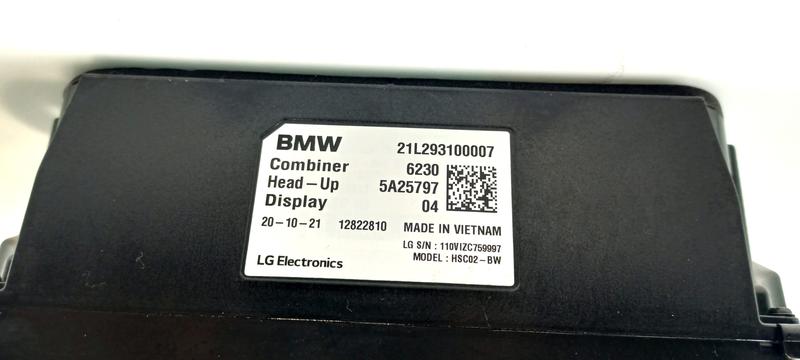 BMW 21L293100007
Combiner 6230
Head-Up 5A25797
Display 04
20-10-21 12822810 MADE IN VIETNAM
LG S/N : 110VIZC759997
LG Electronics MODEL : HSC02-BW